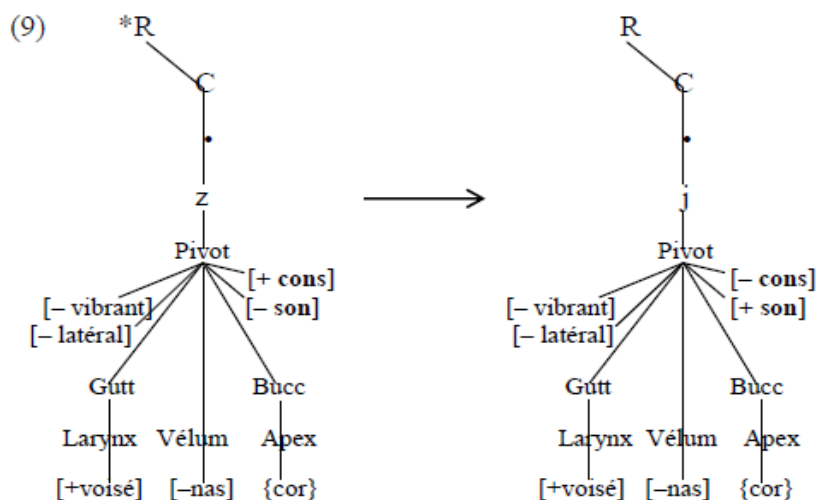 (9) *R R
C C
z j
Pivot Pivot
[+ cons] [– cons]
[– vibrant] [– son] [– vibrant] [+ son]
[– latéral] [– latéral]
Gutt Bucc Gutt Bucc
Larynx Vélum Apex Larynx Vélum Apex
[+voisé] [–nas] {cor} [+voisé] [–nas] {cor}